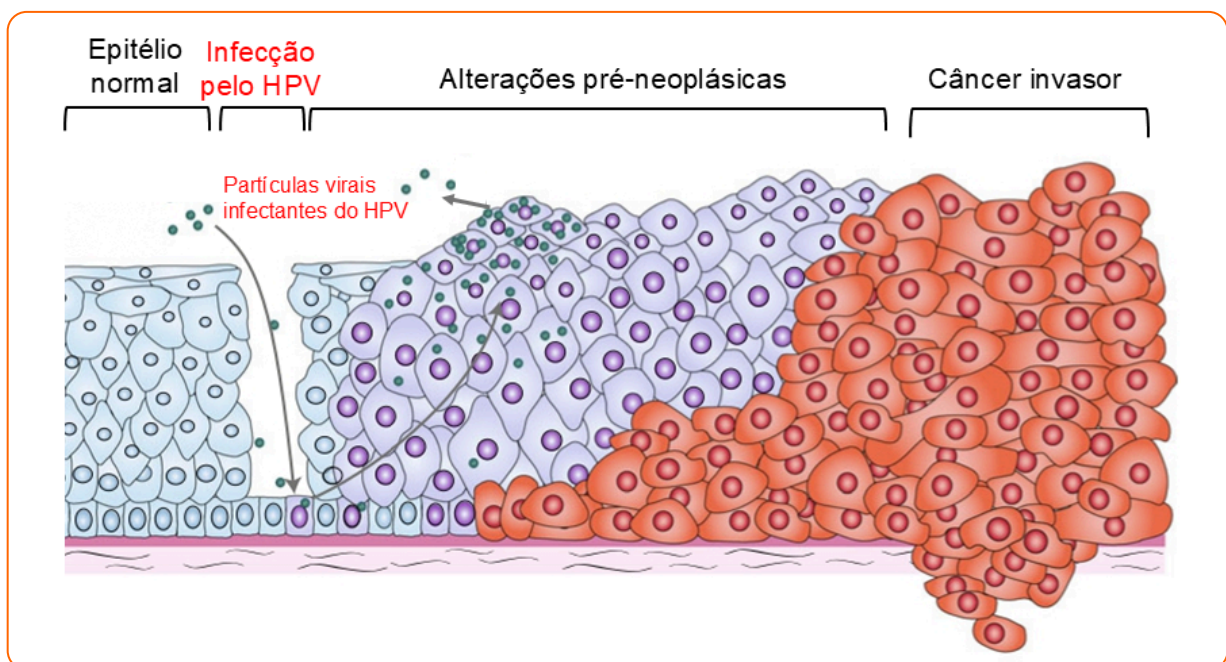 Epitélio
normal
Infecção
pelo HPV
Alterações pré-neoplásicas
Câncer invasor
Partículas virais
infectantes do HPV